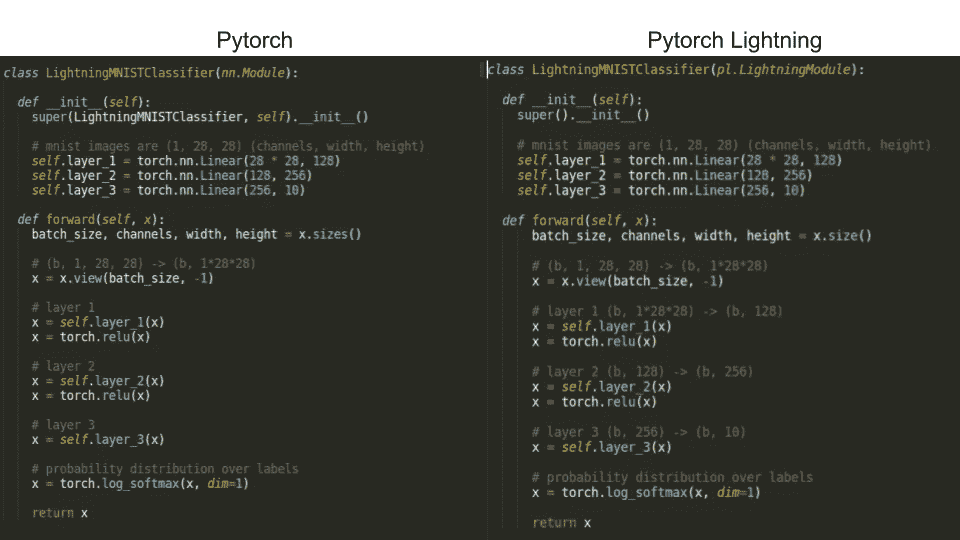 Pytorch
class LightningMNISTClassifier(nn.Module):
def __init__(self):
super(LightningMNISTClassifier, self).__init__()
# mnist images are (1, 28, 28) (channels, width, height)
self.layer_1 = torch.nn.Linear(28 * 28, 128)
self.layer_2 = torch.nn.Linear(128, 256)
self.layer_3 = torch.nn.Linear(256, 10)
def forward(self, x):
batch_size, channels, width, height = x.sizes()
# (b, 1, 28, 28) -> (b, 1*28*28)
x = x.view(batch_size, -1)
# layer 1
x = self.layer_1(x)
x = torch.relu(x)
# layer 2
x = self.layer_2(x)
x = torch.relu(x)
# layer 3
x = self.layer_3(x)
# probability distribution over labels
x = torch.log_softmax(x, dim=1)
return x
Pytorch Lightning
class LightningMNISTClassifier(pl.LightningModule):
def __init__(self):
super().__init__()
# mnist images are (1, 28, 28) (channels, width, height)
self.layer_1 = torch.nn.Linear(28 * 28, 128)
self.layer_2 = torch.nn.Linear(128, 256)
self.layer_3 = torch.nn.Linear(256, 10)
def forward(self, x):
batch_size, channels, width, height = x.size()
# (b, 1, 28, 28) -> (b, 1*28*28)
x = x.view(batch_size, -1)
# layer 1 (b, 1*28*28) -> (b, 128)
x = self.layer_1(x)
x = torch.relu(x)
# layer 2 (b, 128) -> (b, 256)
x = self.layer_2(x)
x = torch.relu(x)
# layer 3 (b, 256) -> (b, 10)
x = self.layer_3(x)
# probability distribution over labels
x = torch.log_softmax(x, dim=1)
return x